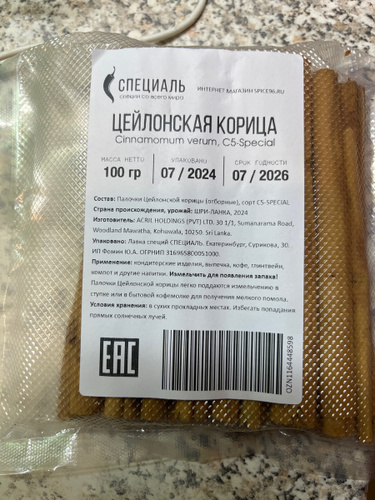 СПЕЦИАЛЬ
специи со всего мира
ИНТЕРНЕТ МАГАЗИН SPICE96.RU
ЦЕЙЛОНСКАЯ КОРИЦА
Cinnamomum verum, C5-Special
МАССА НЕТТО
100 гр
УПАКОВАНО
07 / 2024
СРОК ГОДНОСТИ
07 / 2026
Состав: Палочки Цейлонской корицы (отборные), сорт C5-SPECIAL.
Страна происхождения, урожай: ШРИ-ЛАНКА, 2024
Изготовитель: ACRIL HOLDINGS (PVT) LTD. 30 1/1, Sumanarama Road,
Woodland Mawatha, Kohuwala, 10250. Sri Lanka.
Упаковано: Лавка специй СПЕЦИАЛЬ. Екатеринбург, Сурикова, 30.
ИП Фомин Ю.А. ОГРНИП 316965800051000.
Применение: кондитерские изделия, выпечка, кофе, глинтвейн,
компот и другие напитки. Измельчить для появления запаха!
Палочки Цейлонской корицы легко поддаются измельчению в
ступке или в бытовой кофемолке для получения мелкого помола.
Условия хранения: в сухих прохладных местах. Избегать попадания
прямых солнечных лучей.
EAC
OZN1164448598